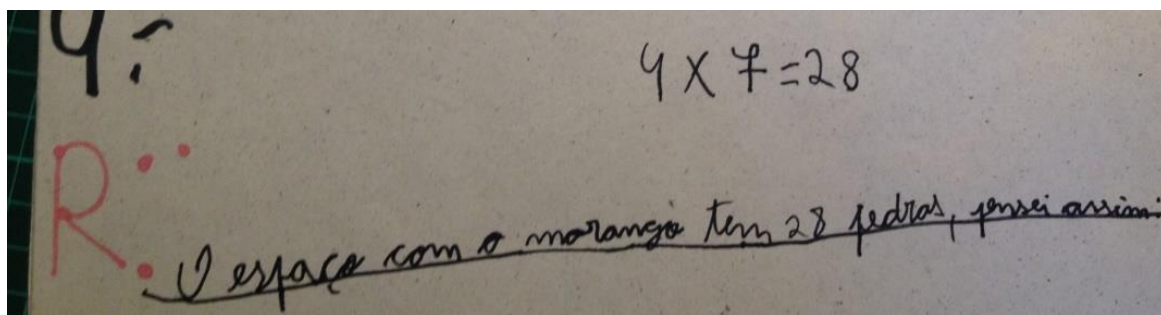 4-
4 x 7 = 28
R:
O espaço com o morango tem 28 pedras, pensei assim: